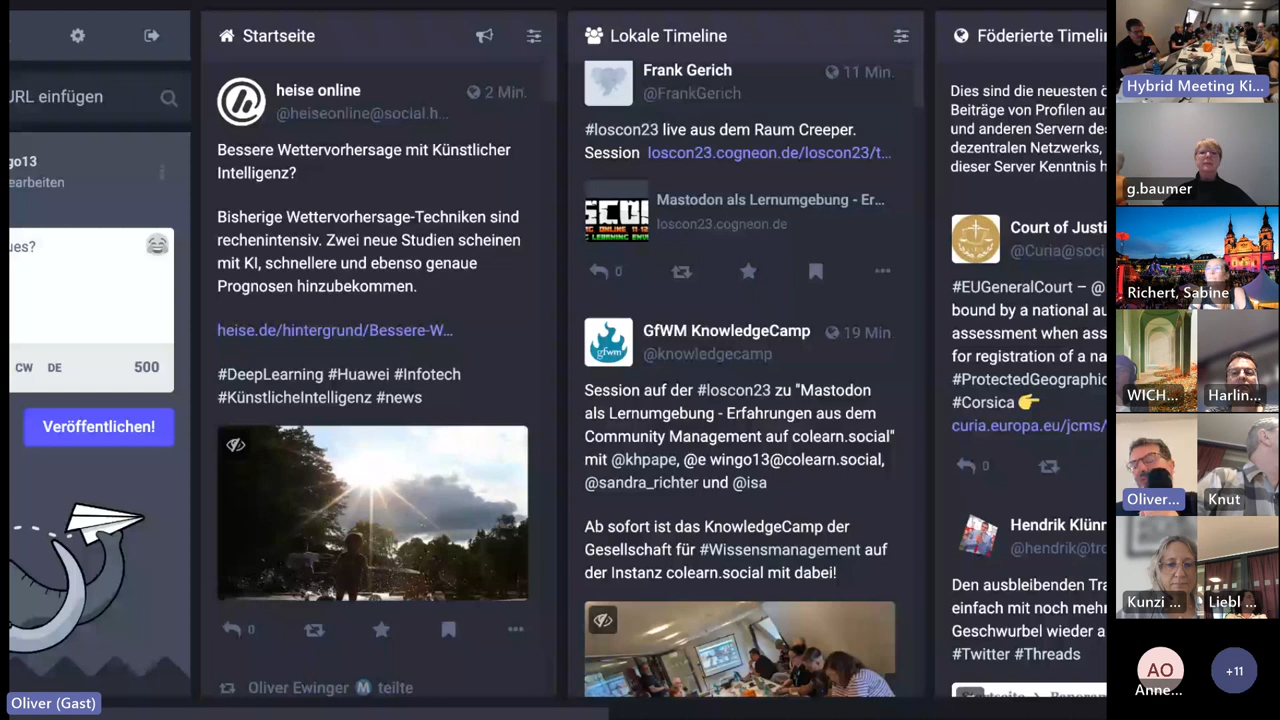 URL einfügen
ngo13
earbeiten
ues?
CW DE 500
Veröffentlichen!
Oliver (Gast)
Startseite
heise online
2 Min.
@heiseonline@social.h...
Bessere Wettervorhersage mit Künstlicher
Intelligenz?
Bisherige Wettervorhersage-Techniken sind
rechenintensiv. Zwei neue Studien scheinen
mit KI, schnellere und ebenso genaue
Prognosen hinzubekommen.
heise.de/hintergrund/Bessere-W...
#DeepLearning #Huawei #Infotech
#KünstlicheIntelligenz #news
0
Oliver Ewinger M teilte
Lokale Timeline
Frank Gerich
11 Min.
@FrankGerich
#loscon23 live aus dem Raum Creeper.
Session loscon23.cogneon.de/loscon23/t...
Mastodon als Lernumgebung - Er...
loscon23.cogneon.de
0
GfWM KnowledgeCamp
19 Min.
@knowledgecamp
gfwm
Session auf der #loscon23 zu "Mastodon
als Lernumgebung - Erfahrungen aus dem
Community Management auf colearn.social"
mit @khpape, @e wingo13@colearn.social,
@sandra_richter und @isa
Ab sofort ist das KnowledgeCamp der
Gesellschaft für #Wissensmanagement auf
der Instanz colearn.social mit dabei!
Föderierte Timelin
Dies sind die neuesten ö
Beiträge von Profilen au
und anderen Servern des
dezentralen Netzwerks,
dieser Server Kenntnis h
Court of Justi
@Curia@soci
#EUGeneralCourt – @
bound by a national au
assessment when asse
for registration of a na
#ProtectedGeographic
#Corsica
curia.europa.eu/jcms/
0
Hendrik Klünn
@hendrik@tro
Den ausbleibenden Tra
einfach mit noch mehr
Geschwurbel wieder a
#Twitter #Threads
Hybrid Meeting Ki...
g.baumer
Richert, Sabine
WICH...
Harlin...
Oliver...
Knut
Kunzi ...
Liebl ...
AO
Anne...
+11